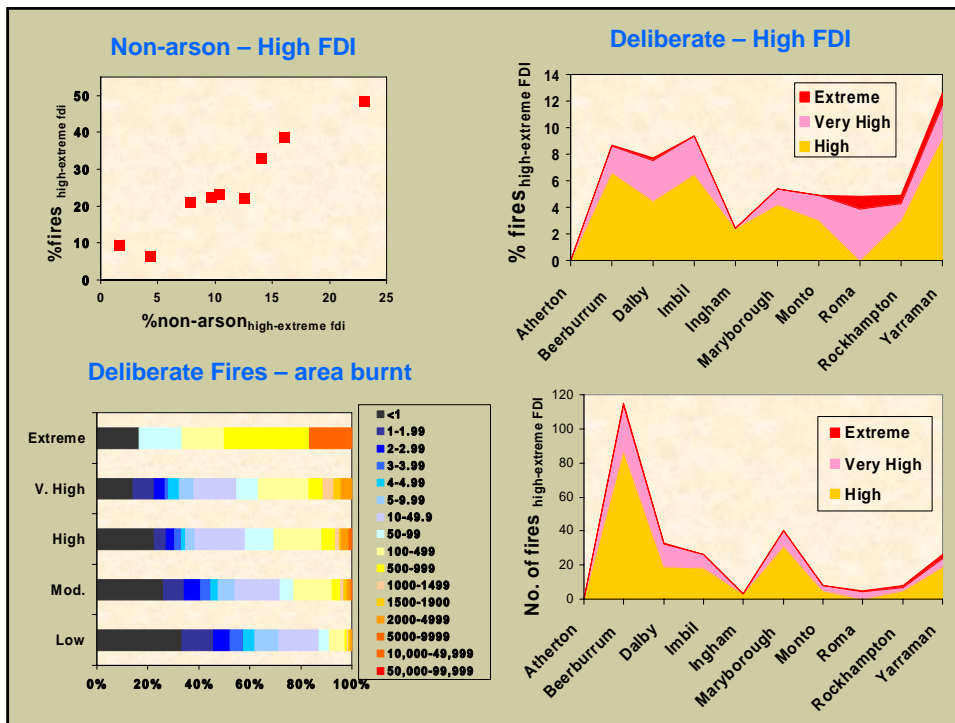 Non-arson – High FDI
50
40
30
20
10
0
0 5 10 15 20 25
%fires high-extreme fdi
%non-arson high-extreme fdi
Deliberate – High FDI
14
12
10
8
6
4
2
0
% fires high-extreme FDI
Extreme
Very High
High
Atherton
Beerburrum
Dalby
Imbil
Ingham
Maryborough
Monto
Roma
Rockhampton
Yarraman
Deliberate Fires – area burnt
Extreme
V. High
High
Mod.
Low
0% 20% 40% 60% 80% 100%
<1
1-1.99
2-2.99
3-3.99
4-4.99
5-9.99
10-49.9
50-99
100-499
500-999
1000-1499
1500-1900
2000-4999
5000-9999
10,000-49,999
50,000-99,999
120
100
80
60
40
20
0
No. of fires high-extreme FDI
Extreme
Very High
High
Atherton
Beerburrum
Dalby
Imbil
Ingham
Maryborough
Monto
Roma
Rockhampton
Yarraman